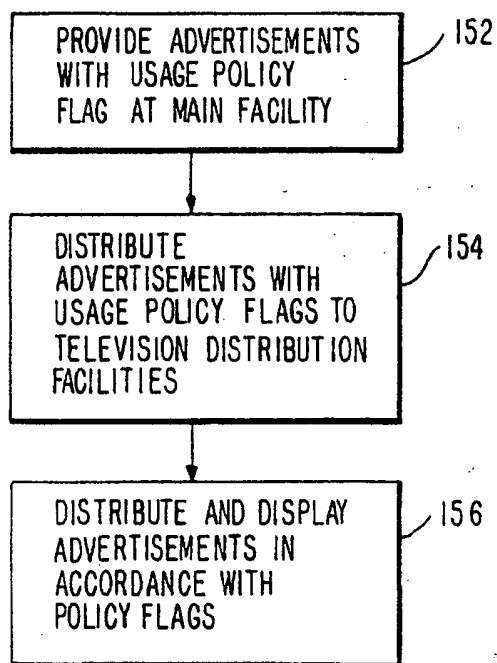 PROVIDE ADVERTISEMENTS
WITH USAGE POLICY
FLAG AT MAIN FACILITY
152
DISTRIBUTE
ADVERTISEMENTS WITH
USAGE POLICY FLAGS TO
TELEVISION DISTRIBUTION
FACILITIES
154
DISTRIBUTE AND DISPLAY
ADVERTISEMENTS IN
ACCORDANCE WITH
POLICY FLAGS
156